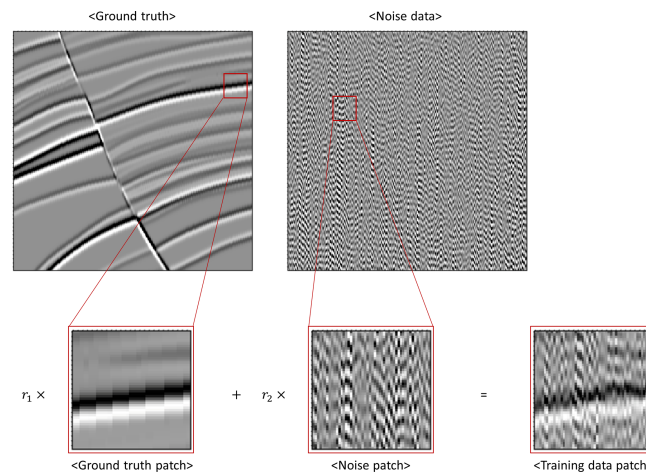 <Ground truth>
<Noise data>
r₁ ×
+
r₂ ×
=
<Ground truth patch>
<Noise patch>
<Training data patch>